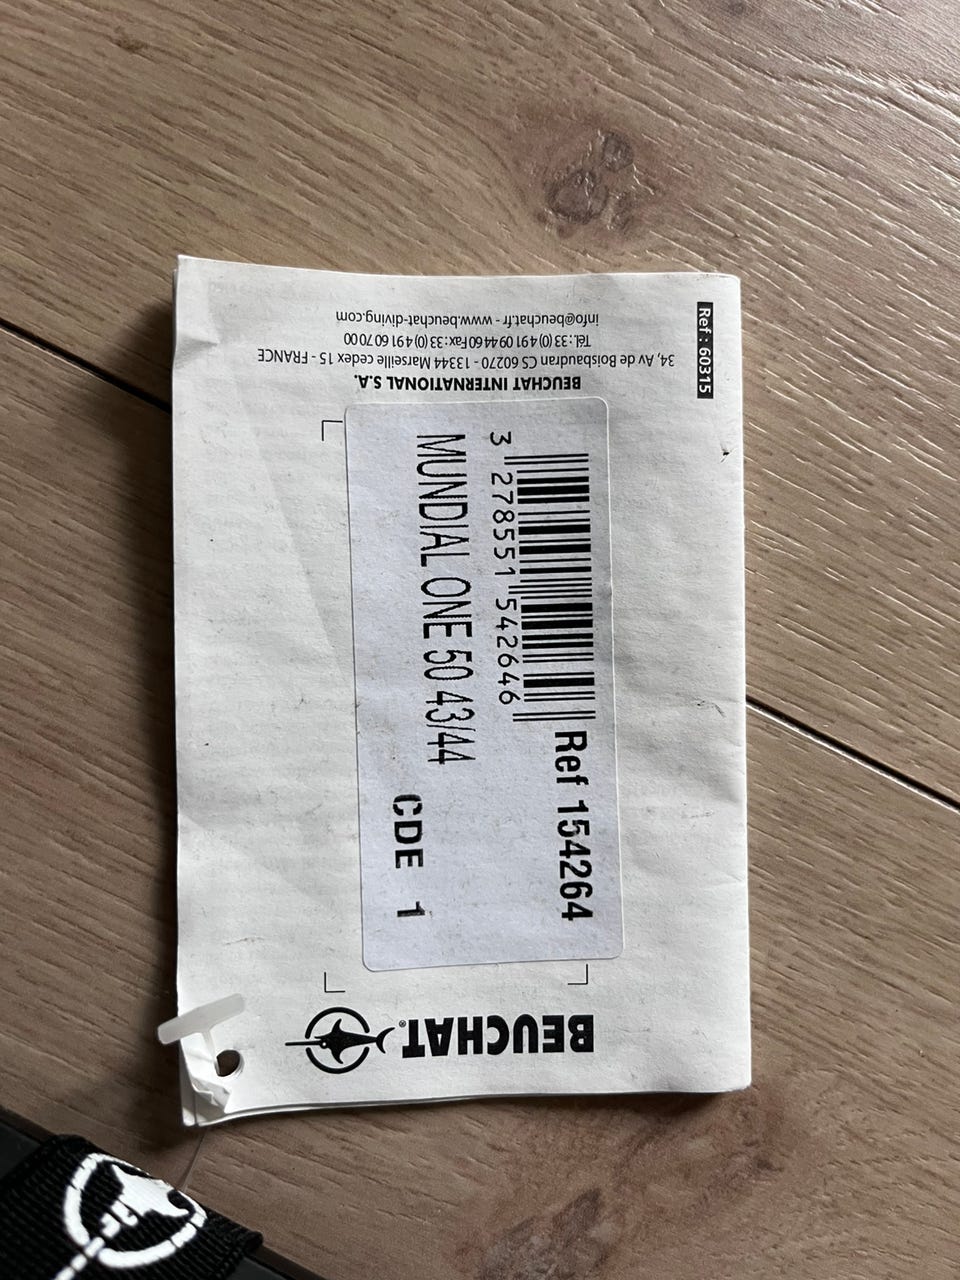 Ref : 60315
BEUCHAT INTERNATIONAL S.A.
34, Av de Boisbaudran CS 60270 - 13344 Marseille cedex 15 - FRANCE
Tél.: 33 (0)4 91 09 44 60 Fax: 33 (0)4 91 60 70 00
info@beuchat.fr - www.beuchat-diving.com
Ref 154264
3 278551 542646
MUNDIAL ONE 50 43/44
CDE 1
BEUCHAT®